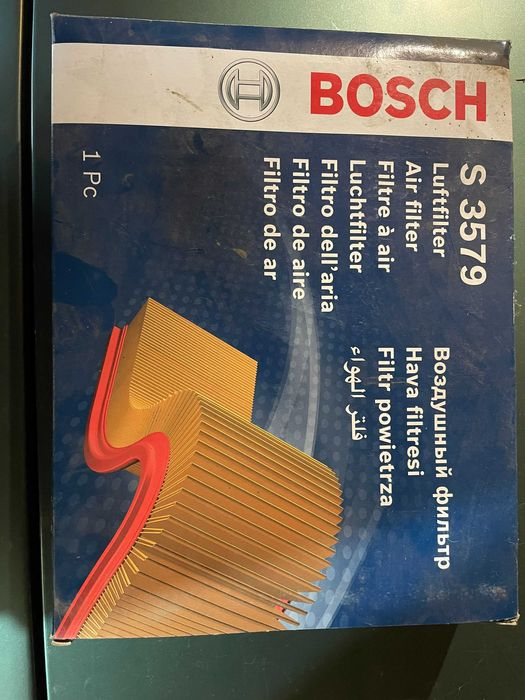 BOSCH
S 3579
Luftfilter
Air filter
Filtre à air
Luchtfilter
Filtro dell'aria
Filtro de aire
Filtro de ar
Воздушный фильтр
Hava filtresi
Filtr powietrza
فلتر الهواء
1 Pc